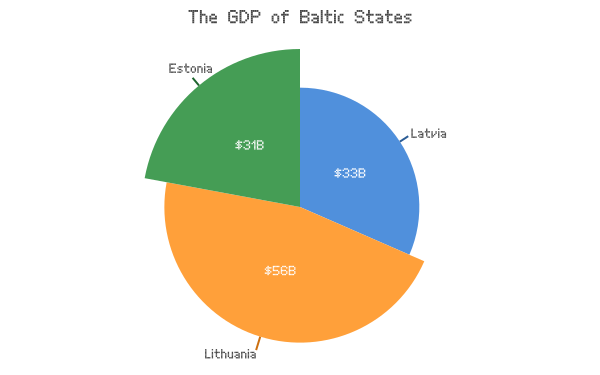 The GDP of Baltic States
Estonia
Latvia
$31B
$33B
$56B
Lithuania